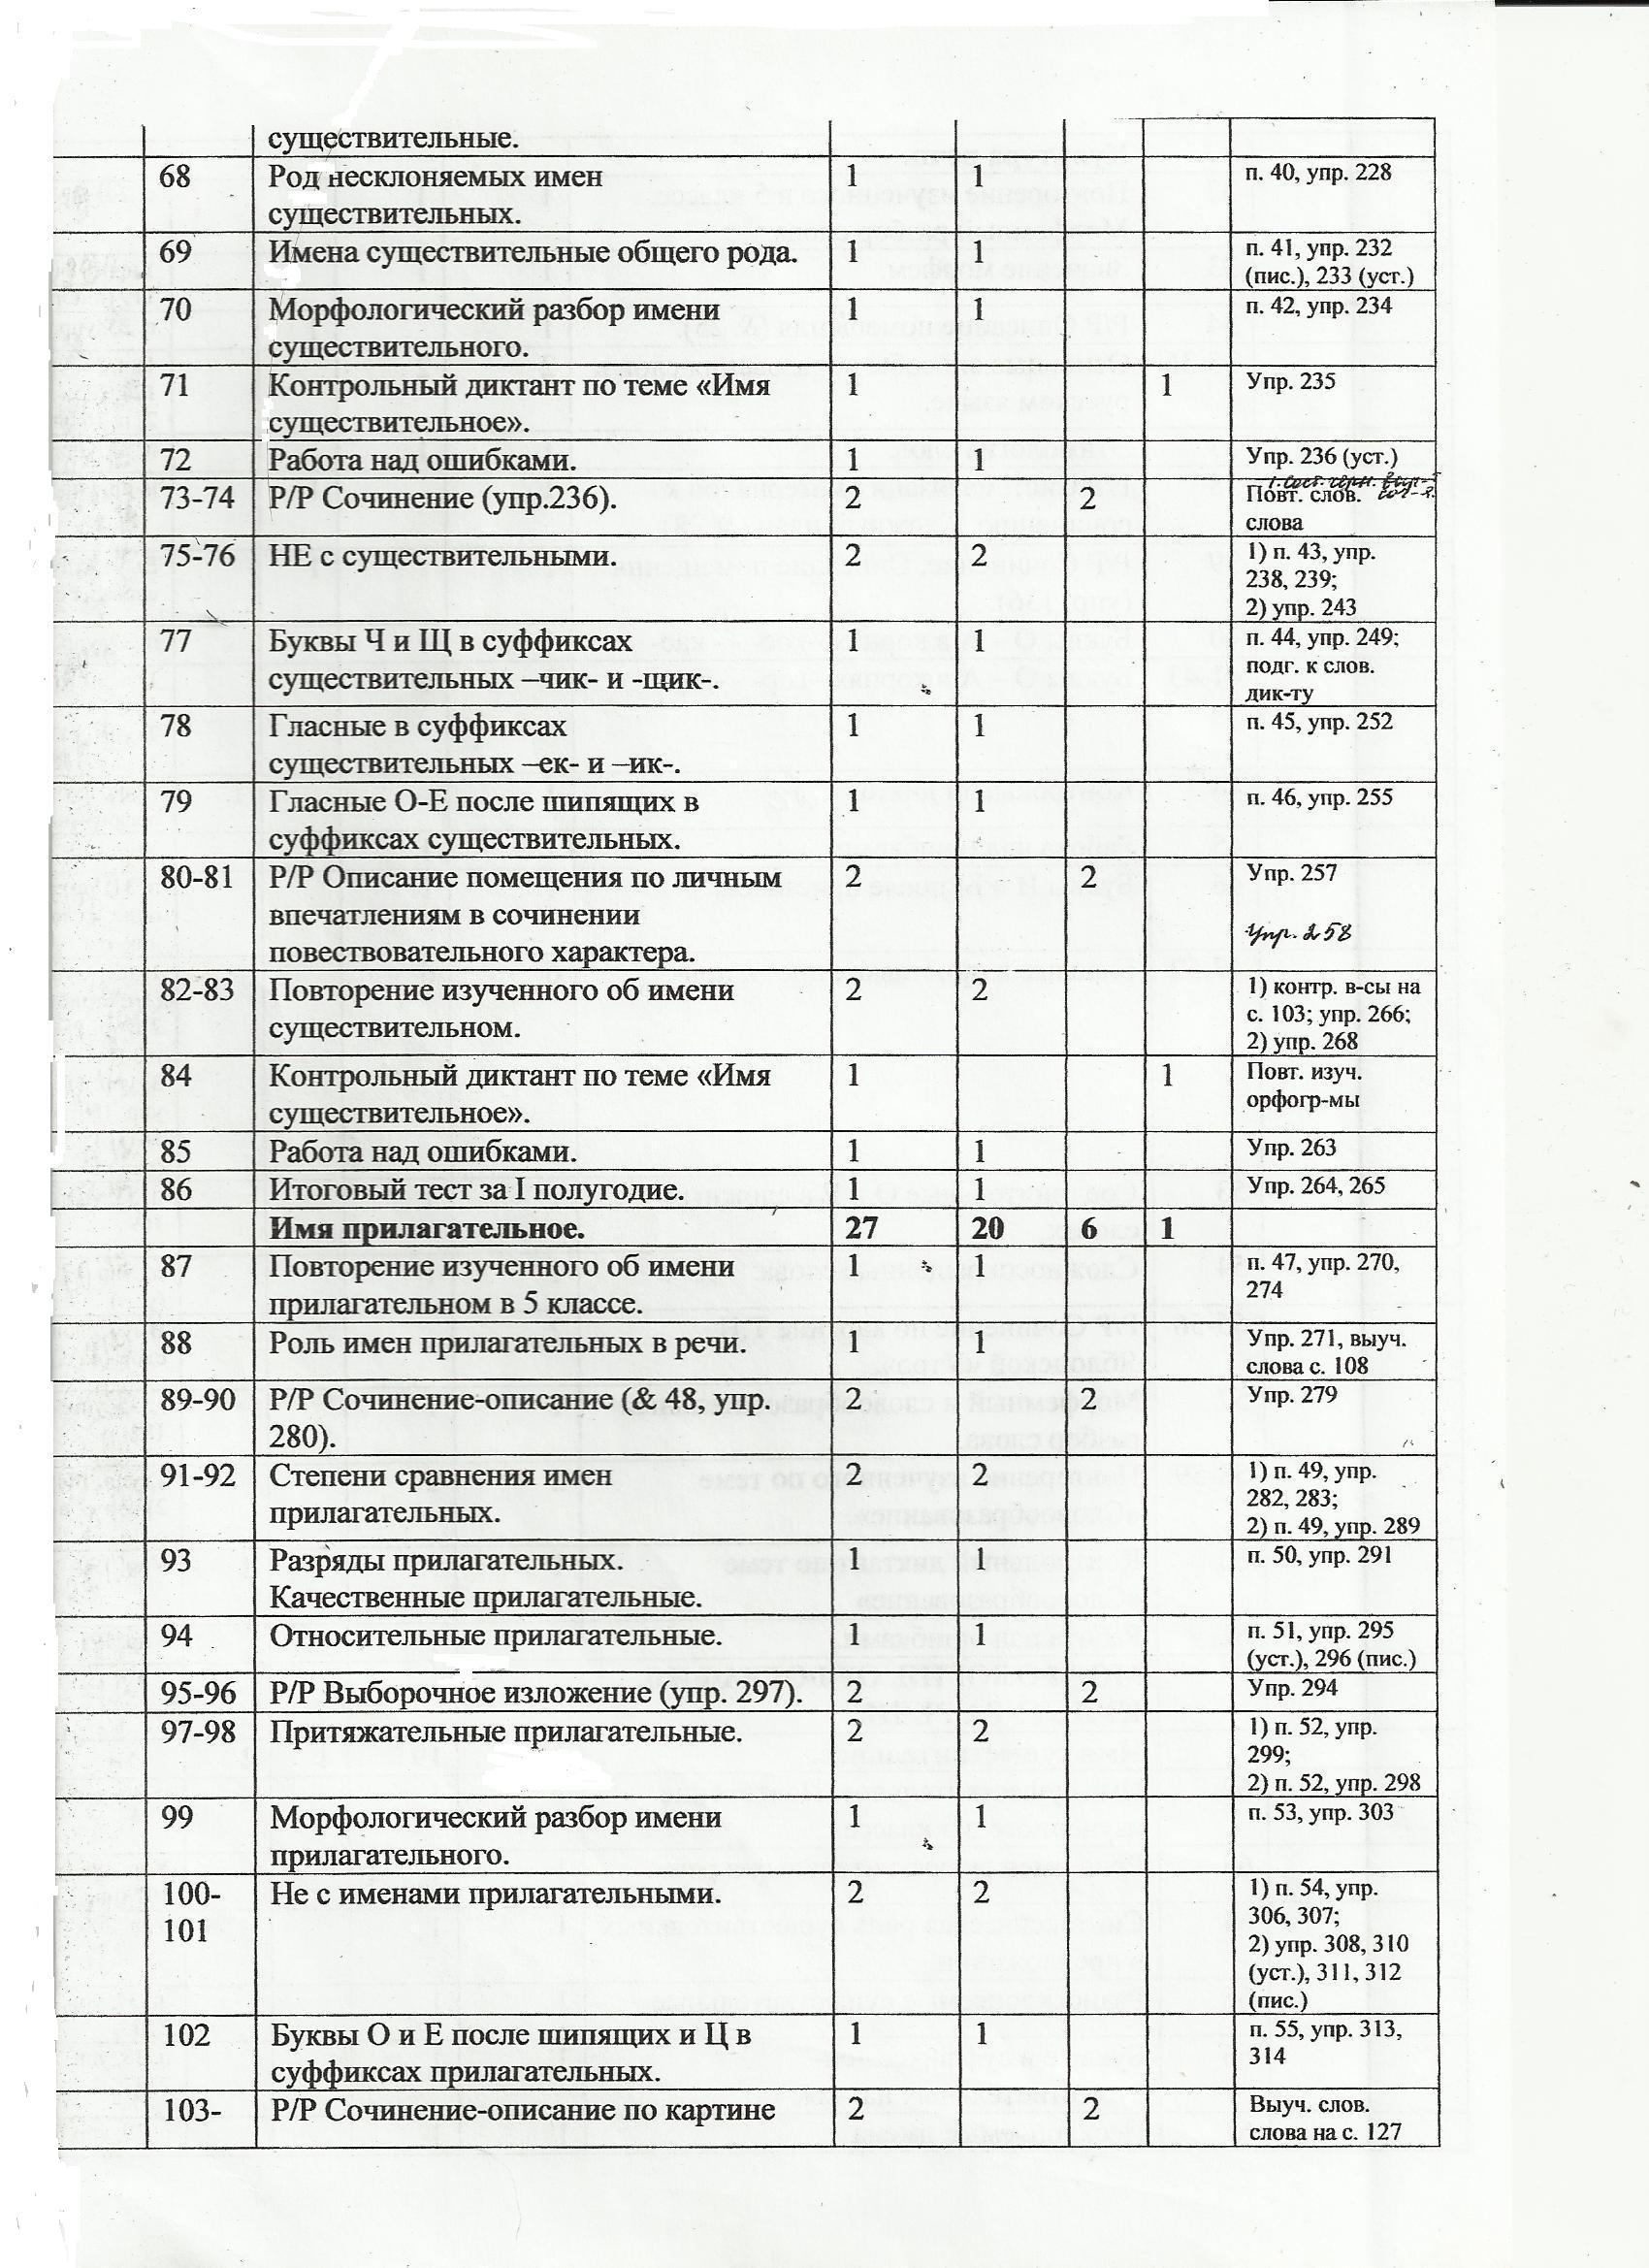 существительные.
68 Род несклоняемых имен 1 1 п. 40, упр. 228
существительных.
69 Имена существительные общего рода. 1 1 п. 41, упр. 232
(пис.), 233 (уст.)
70 Морфологический разбор имени 1 1 п. 42, упр. 234
существительного.
71 Контрольный диктант по теме «Имя 1 1 Упр. 235
существительное».
72 Работа над ошибками. 1 1 Упр. 236 (уст.)
73-74 Р/Р Сочинение (упр.236). 2 2 Повт. слов.
слова
75-76 НЕ с существительными. 2 2 1) п. 43, упр.
238, 239;
2) упр. 243
77 Буквы Ч и Щ в суффиксах 1 1 п. 44, упр. 249;
существительных –чик- и -щик-. подг. к слов.
дик-ту
78 Гласные в суффиксах 1 1 п. 45, упр. 252
существительных –ек- и –ик-.
79 Гласные О-Е после шипящих в 1 1 п. 46, упр. 255
суффиксах существительных.
80-81 Р/Р Описание помещения по личным 2 2 Упр. 257
впечатлениям в сочинении Упр. 258
повествовательного характера.
82-83 Повторение изученного об имени 2 2 1) контр. в-сы на
существительном. с. 103; упр. 266;
2) упр. 268
84 Контрольный диктант по теме «Имя 1 1 Повт. изуч.
существительное». орфогр-мы
85 Работа над ошибками. 1 1 Упр. 263
86 Итоговый тест за I полугодие. 1 1 Упр. 264, 265
Имя прилагательное. 27 20 6 1
87 Повторение изученного об имени 1 1 п. 47, упр. 270,
прилагательном в 5 классе. 274
88 Роль имен прилагательных в речи. 1 1 Упр. 271, выуч.
слова с. 108
89-90 Р/Р Сочинение-описание (& 48, упр. 2 2 Упр. 279
280).
91-92 Степени сравнения имен 2 2 1) п. 49, упр.
прилагательных. 282, 283;
2) п. 49, упр. 289
93 Разряды прилагательных. 1 1 п. 50, упр. 291
Качественные прилагательные.
94 Относительные прилагательные. 1 1 п. 51, упр. 295
(уст.), 296 (пис.)
95-96 Р/Р Выборочное изложение (упр. 297). 2 2 Упр. 294
97-98 Притяжательные прилагательные. 2 2 1) п. 52, упр.
299;
2) п. 52, упр. 298
99 Морфологический разбор имени 1 1 п. 53, упр. 303
прилагательного.
100- Не с именами прилагательными. 2 2 1) п. 54, упр.
101 306, 307;
2) упр. 308, 310
(уст.), 311, 312
(пис.)
102 Буквы О и Е после шипящих и Ц в 1 1 п. 55, упр. 313,
суффиксах прилагательных. 314
103- Р/Р Сочинение-описание по картине 2 2 Выуч. слов.
слова на с. 127